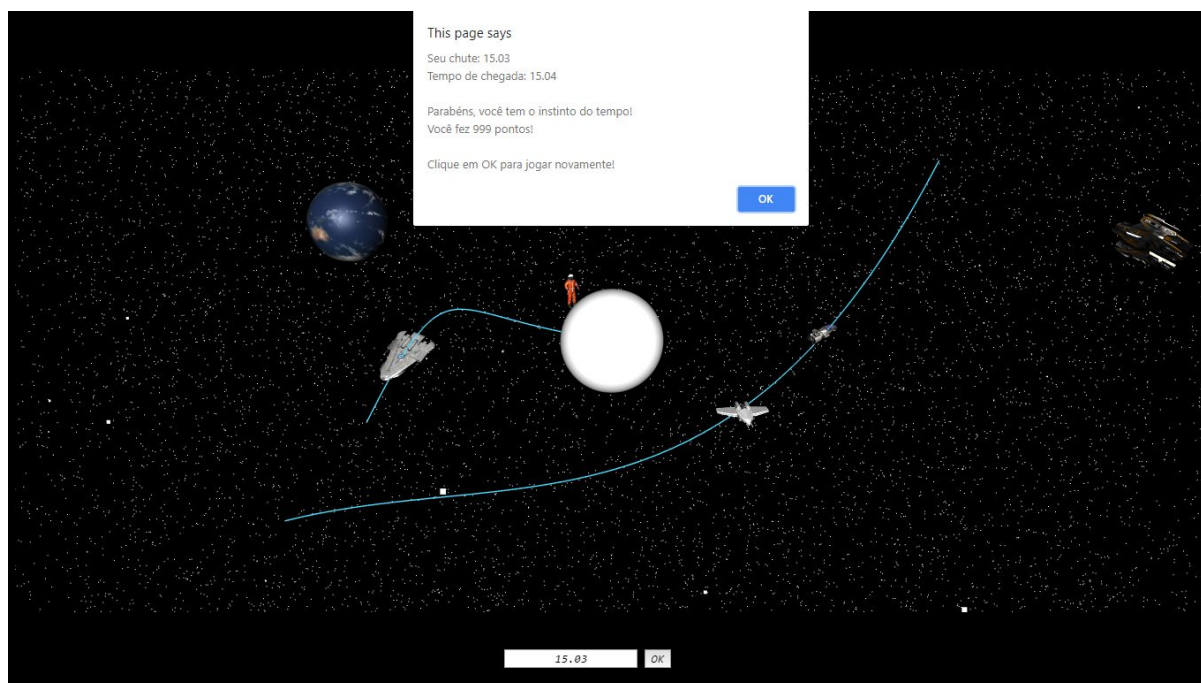 This page says
Seu chute: 15.03
Tempo de chegada: 15.04
Parabéns, você tem o instinto do tempo!
Você fez 999 pontos!
Clique em OK para jogar novamente!
OK
15.03
OK